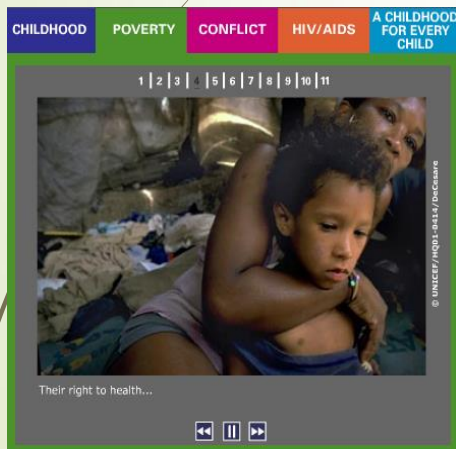 CHILDHOOD
POVERTY
CONFLICT
HIV/AIDS
A CHILDHOOD
FOR EVERY
CHILD
1 | 2 | 3 | 4 | 5 | 6 | 7 | 8 | 9 | 10 | 11
© UNICEF/HQ01-0414/DeCesare
Their right to health...